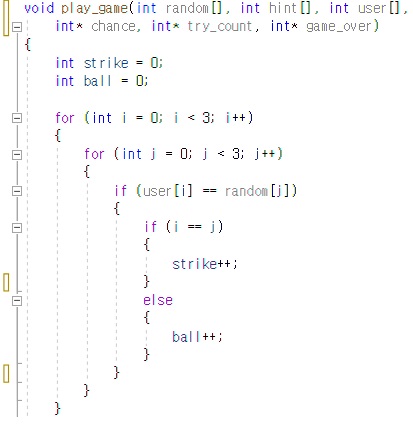 void play_game(int random[], int hint[], int user[],
    int* chance, int* try_count, int* game_over)
{
    int strike = 0;
    int ball = 0;

    for (int i = 0; i < 3; i++)
    {
        for (int j = 0; j < 3; j++)
        {
            if (user[i] == random[j])
            {
                if (i == j)
                {
                    strike++;
                }
                else
                {
                    ball++;
                }
            }
        }
    }